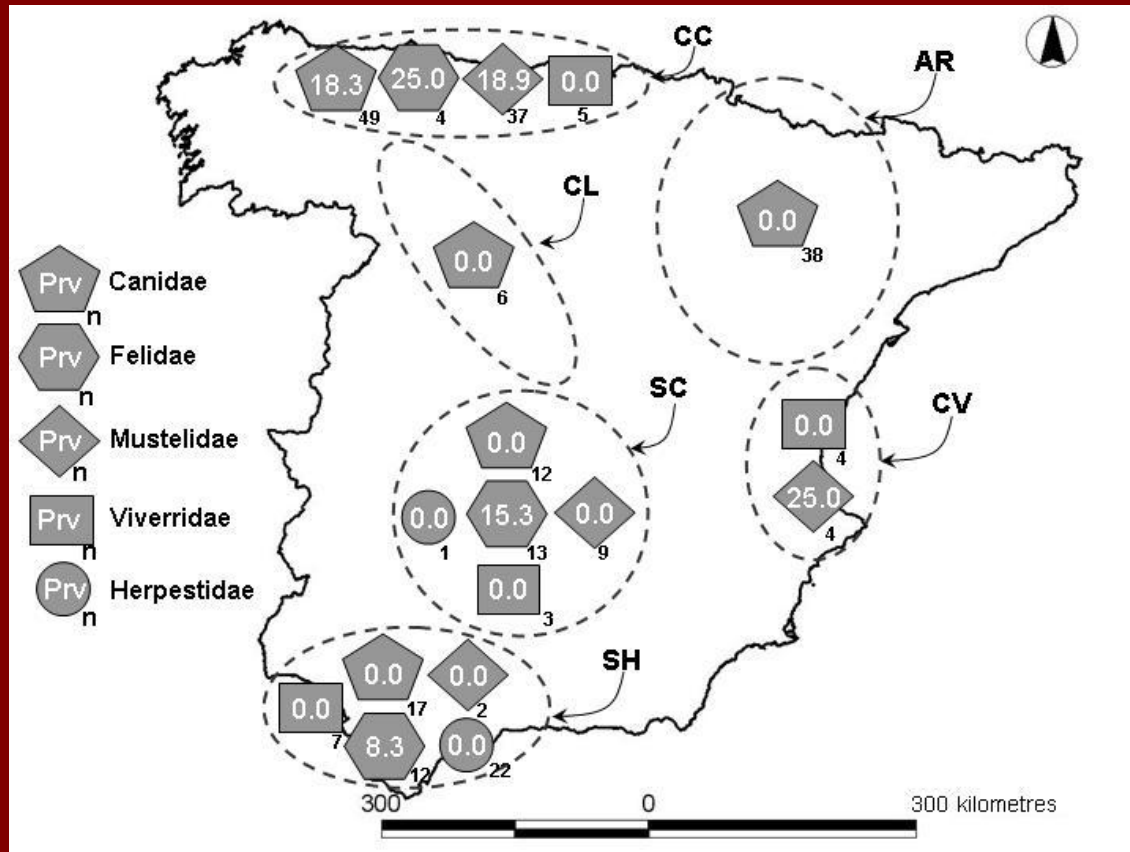 CC
AR
18.3
49
25.0
4
18.9
37
0.0
5
CL
0.0
6
0.0
38
Prv
n
Canidae
Prv
n
Felidae
Prv
n
Mustelidae
Prv
n
Viverridae
Prv
n
Herpestidae
SC
0.0
12
0.0
1
15.3
13
0.0
9
0.0
3
CV
0.0
4
25.0
4
SH
0.0
17
0.0
2
0.0
7
8.3
12
0.0
22
300 0 300 kilometres